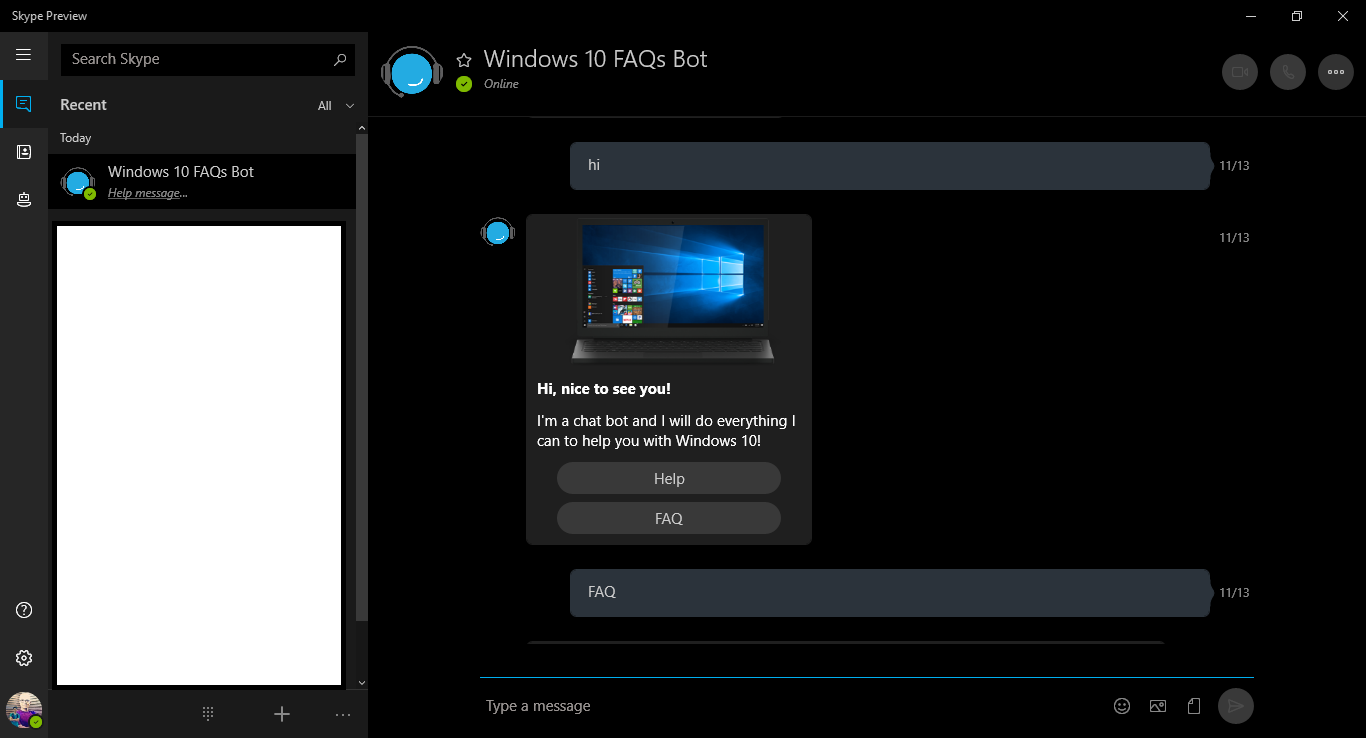 Skype Preview
Search Skype
Recent
All
Today
Windows 10 FAQs Bot
Help message...
Windows 10 FAQs Bot
Online
hi
11/13
11/13
Hi, nice to see you!
I'm a chat bot and I will do everything I
can to help you with Windows 10!
Help
FAQ
FAQ
11/13
Type a message